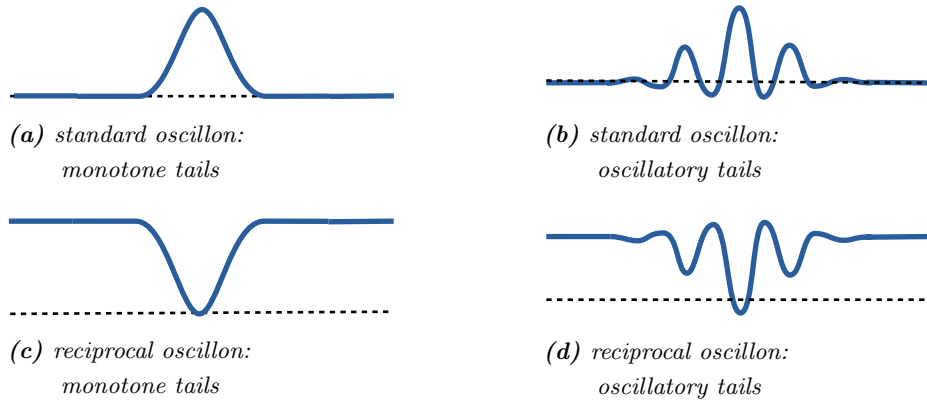 (a) standard oscillon:
monotone tails
(b) standard oscillon:
oscillatory tails
(c) reciprocal oscillon:
monotone tails
(d) reciprocal oscillon:
oscillatory tails